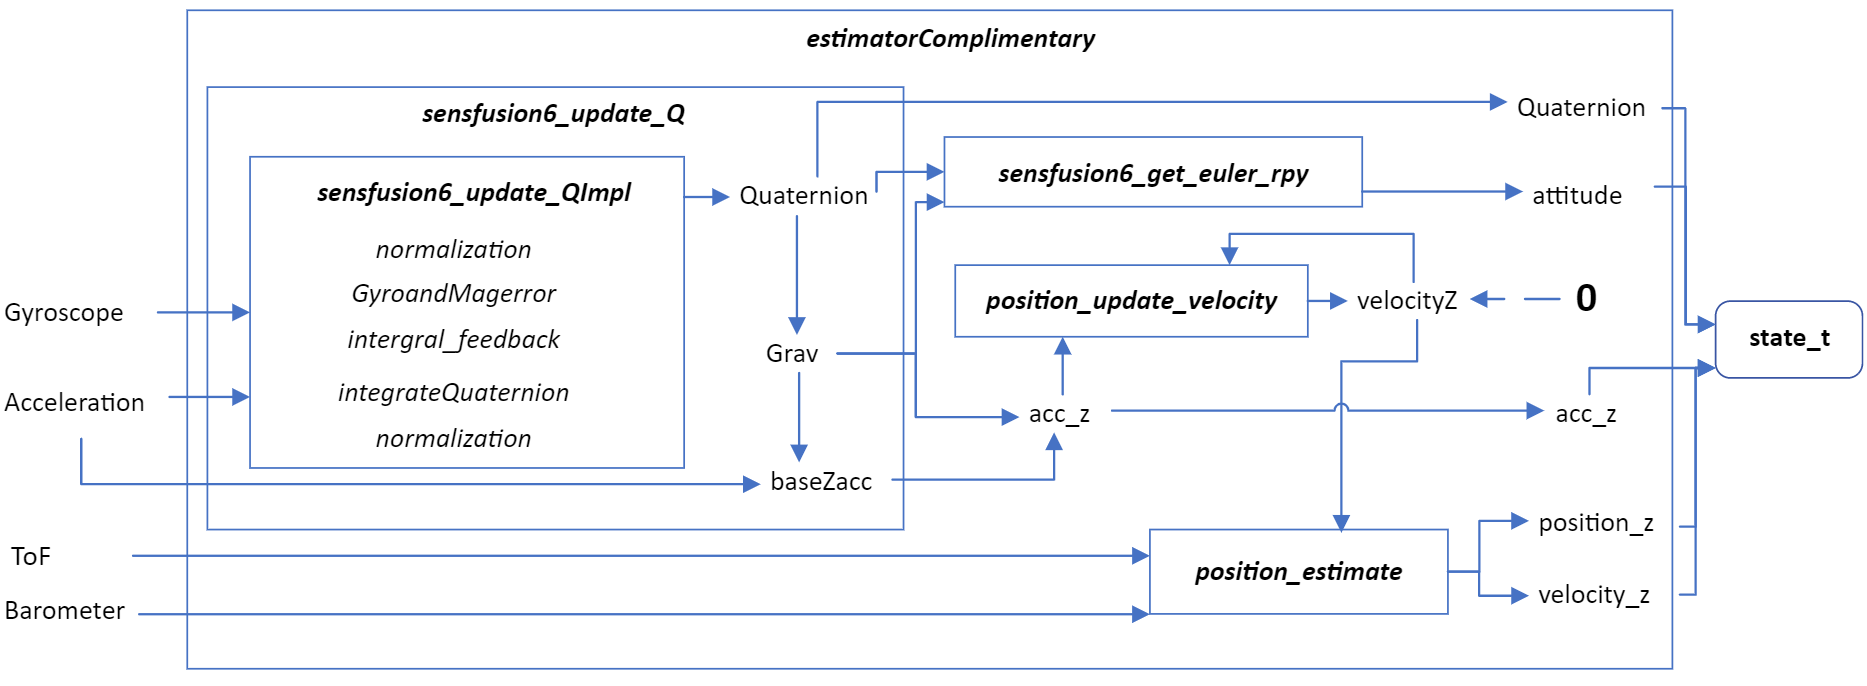 estimatorComplimentary
sensfusion6_update_Q
Quaternion
sensfusion6_get_euler_rpy
sensfusion6_update_QImpl
Quaternion
attitude
normalization
GyroandMagerror
Gyroscope
position_update_velocity
velocityZ
0
intergral_feedback
Grav
state_t
integrateQuaternion
Acceleration
acc_z
acc_z
normalization
baseZacc
position_z
ToF
position_estimate
velocity_z
Barometer